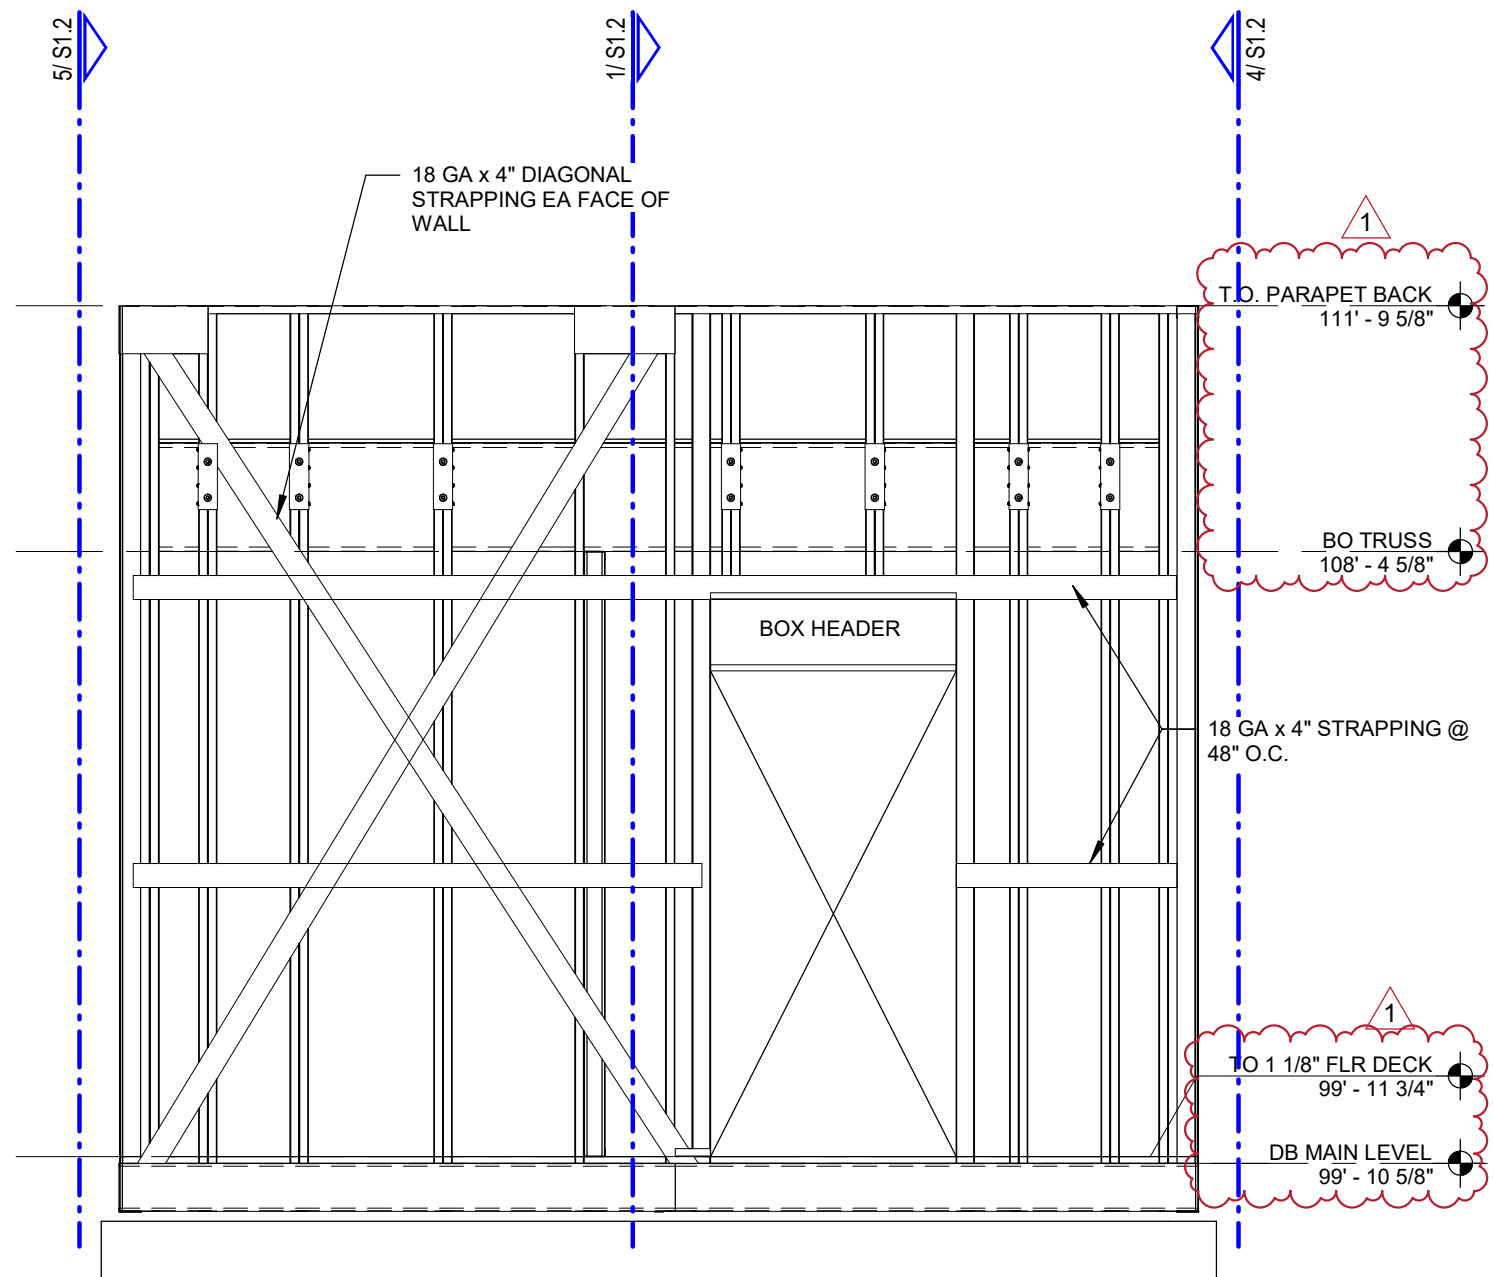 5/ S1.2
1/ S1.2
4/ S1.2
18 GA x 4" DIAGONAL
STRAPPING EA FACE OF
WALL
1
T.O. PARAPET BACK
111' - 9 5/8"
BO TRUSS
108' - 4 5/8"
BOX HEADER
18 GA x 4" STRAPPING @
48" O.C.
1
TO 1 1/8" FLR DECK
99' - 11 3/4"
DB MAIN LEVEL
99' - 10 5/8"